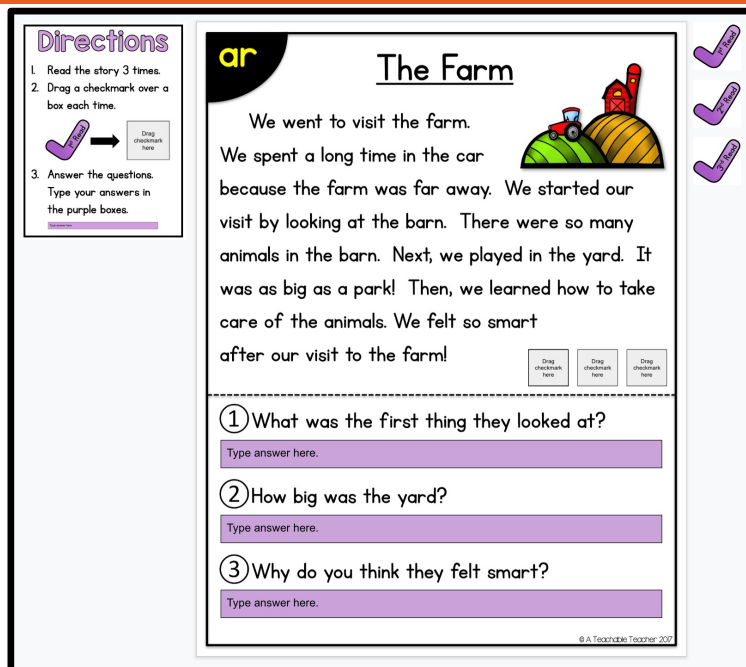 Directions
1. Read the story 3 times.
2. Drag a checkmark over a
box each time.
1st Read
Drag
checkmark
here
3. Answer the questions.
Type your answers in
the purple boxes.
Type answer here.
ar
The Farm
We went to visit the farm.
We spent a long time in the car
because the farm was far away. We started our
visit by looking at the barn. There were so many
animals in the barn. Next, we played in the yard. It
was as big as a park! Then, we learned how to take
care of the animals. We felt so smart
after our visit to the farm!
Drag
checkmark
here
Drag
checkmark
here
Drag
checkmark
here
1 What was the first thing they looked at?
Type answer here.
2 How big was the yard?
Type answer here.
3 Why do you think they felt smart?
Type answer here.
© A Teachable Teacher 2017
1st Read
2nd Read
3rd Read